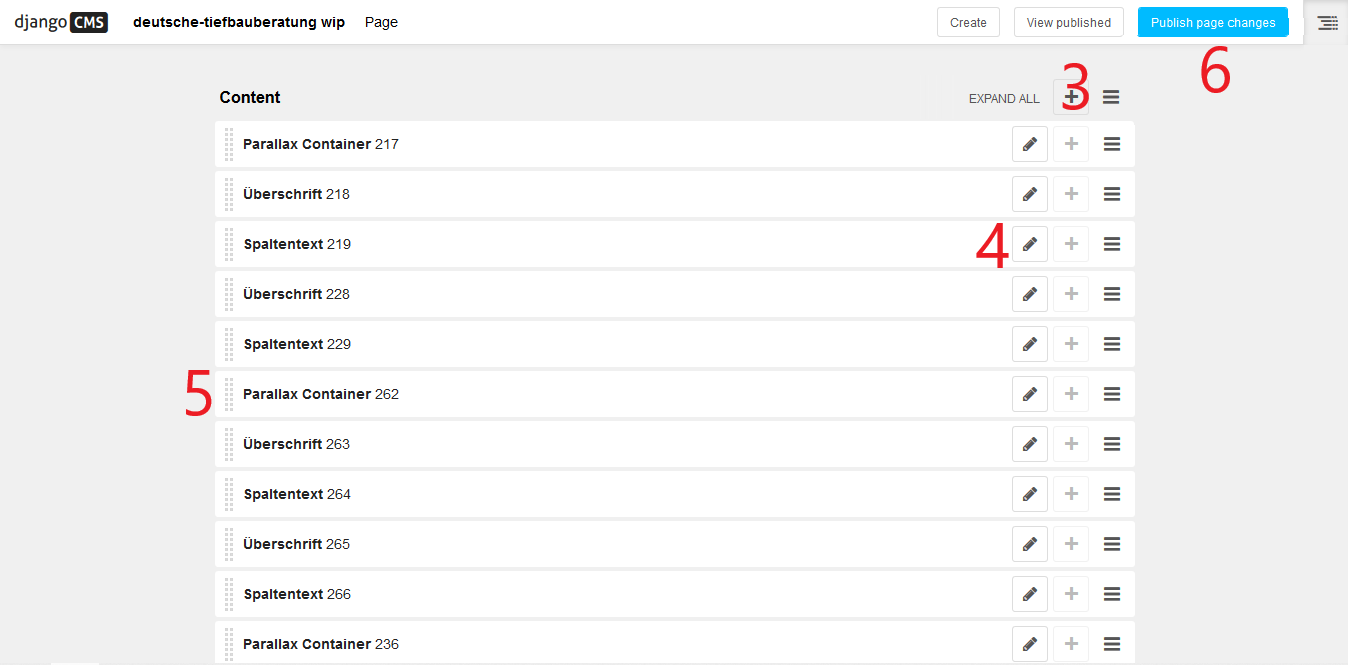 django CMS deutsche-tiefbauberatung wip Page Create View published Publish page changes
6
Content EXPAND ALL 3
Parallax Container 217
Überschrift 218
Spaltentext 219 4
Überschrift 228
Spaltentext 229
5 Parallax Container 262
Überschrift 263
Spaltentext 264
Überschrift 265
Spaltentext 266
Parallax Container 236